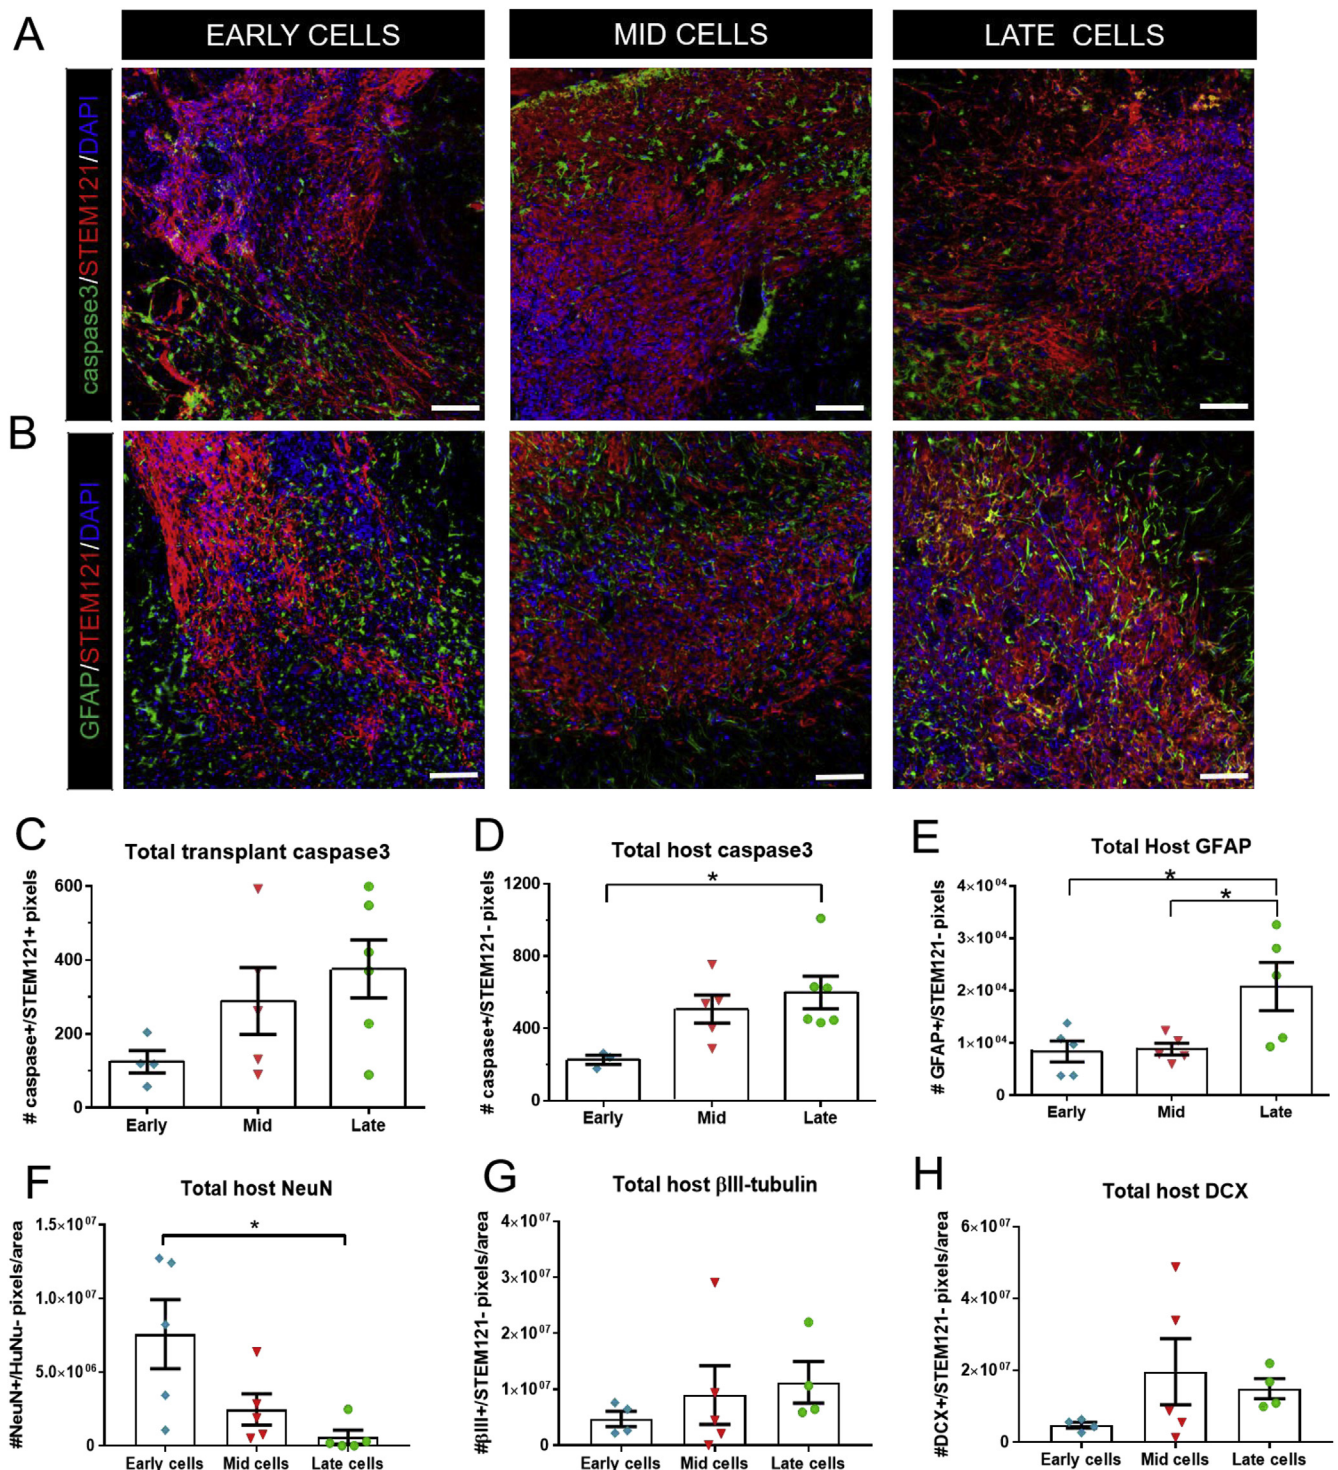 A
EARLY CELLS
MID CELLS
LATE CELLS
caspase3/STEM121/DAPI
B
GFAP/STEM121/DAPI
C
Total transplant caspase3
# caspase+/STEM121+ pixels
600
400
200
0
Early
Mid
Late
D
Total host caspase3
# caspase+/STEM121- pixels
1200
800
400
0
*
Early
Mid
Late
E
Total Host GFAP
# GFAP+/STEM121- pixels
4×10⁰⁴
3×10⁰⁴
2×10⁰⁴
1×10⁰⁴
0
*
*
Early
Mid
Late
F
Total host NeuN
#NeuN+/HuNu- pixels/area
1.5×10⁰⁷
1.0×10⁰⁷
5.0×10⁰⁶
0
*
Early cells
Mid cells
Late cells
G
Total host βIII-tubulin
#βIII+/STEM121- pixels/area
4×10⁰⁷
3×10⁰⁷
2×10⁰⁷
1×10⁰⁷
0
Early cells
Mid cells
Late cells
H
Total host DCX
#DCX+/STEM121- pixels/area
6×10⁰⁷
4×10⁰⁷
2×10⁰⁷
0
Early cells
Mid cells
Late cells